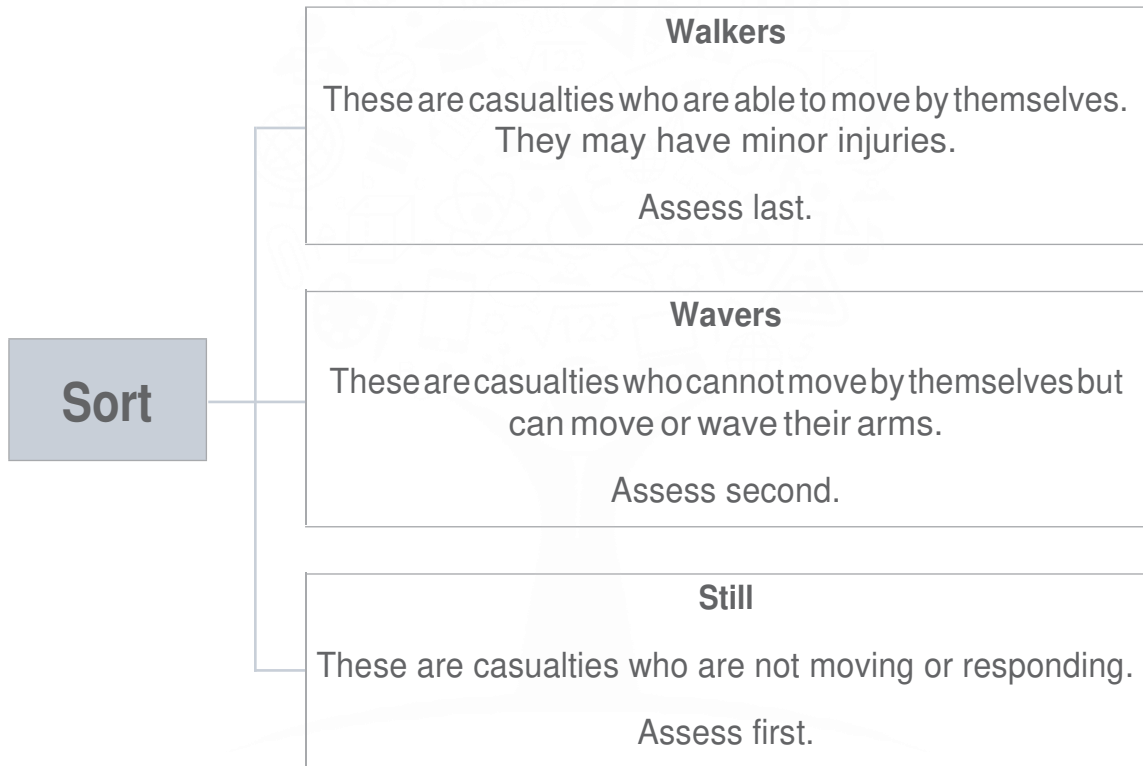 Walkers
These are casualties who are able to move by themselves.
They may have minor injuries.
Assess last.
Sort
Wavers
These are casualties who cannot move by themselves but
can move or wave their arms.
Assess second.
Still
These are casualties who are not moving or responding.
Assess first.